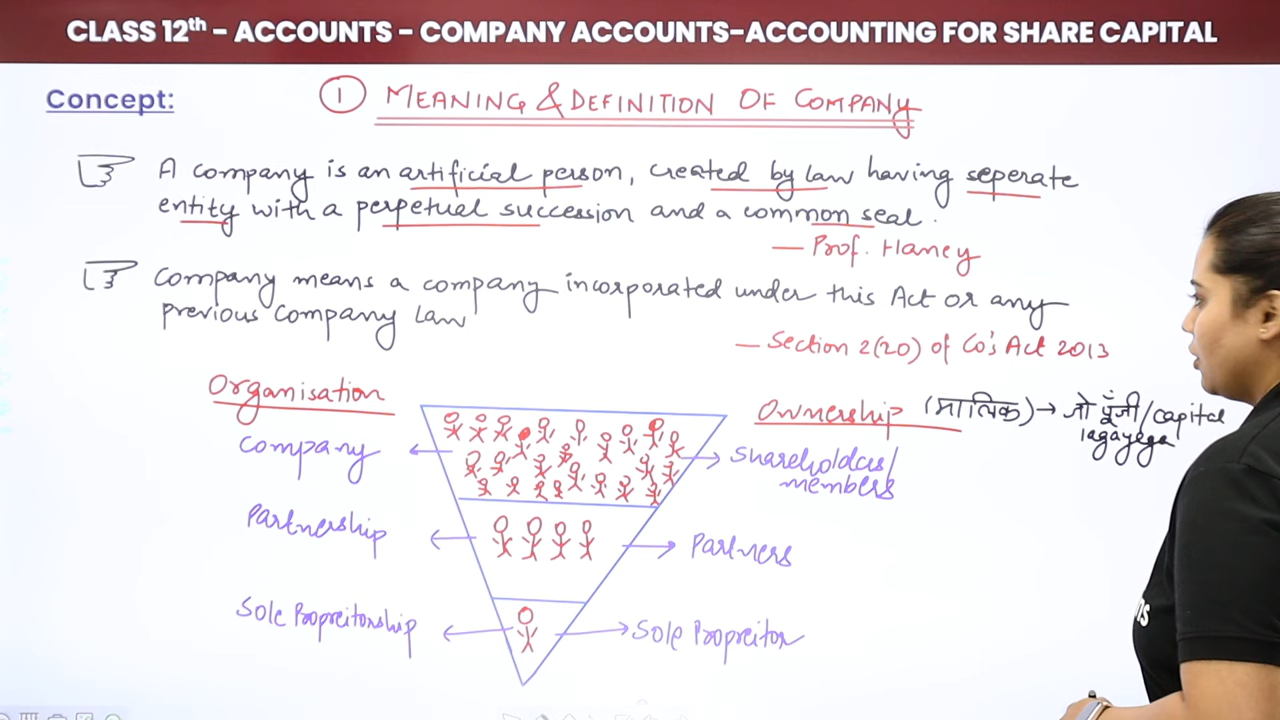 CLASS 12th – ACCOUNTS – COMPANY ACCOUNTS-ACCOUNTING FOR SHARE CAPITAL
Concept:
1 MEANING & DEFINITION OF COMPANY
A company is an artificial person, created by law having seperate
entity with a perpetual succession and a common seal.
— Prof. Haney
Company means a company incorporated under this Act or any
previous Company Law
— Section 2(20) of Co's Act 2013
Organisation
Ownership (मालिक) → जो पूँजी/capital
lagayega
Company
Shareholders/
members
Partnership
Partners
Sole Propreitorship
Sole Propreitor